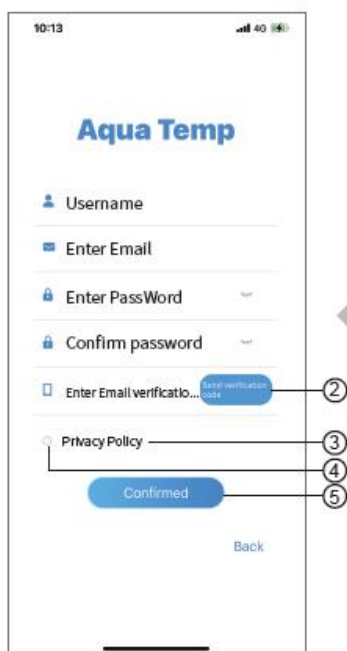 10:13 4G
Aqua Temp
Username
Enter Email
Enter PassWord
Confirm password
Enter Email verificatio... Send verification
code
②
Privacy Policy ③
④
Confirmed ⑤
Back